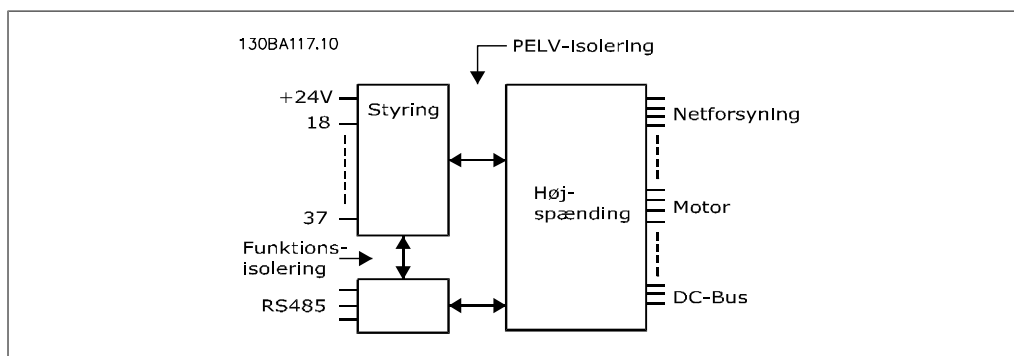 130BA117.10
PELV-isolering
+24V
Styring
18
37
Funktions-
isolering
RS485
Høj-
spænding
Netforsyning
Motor
DC-Bus